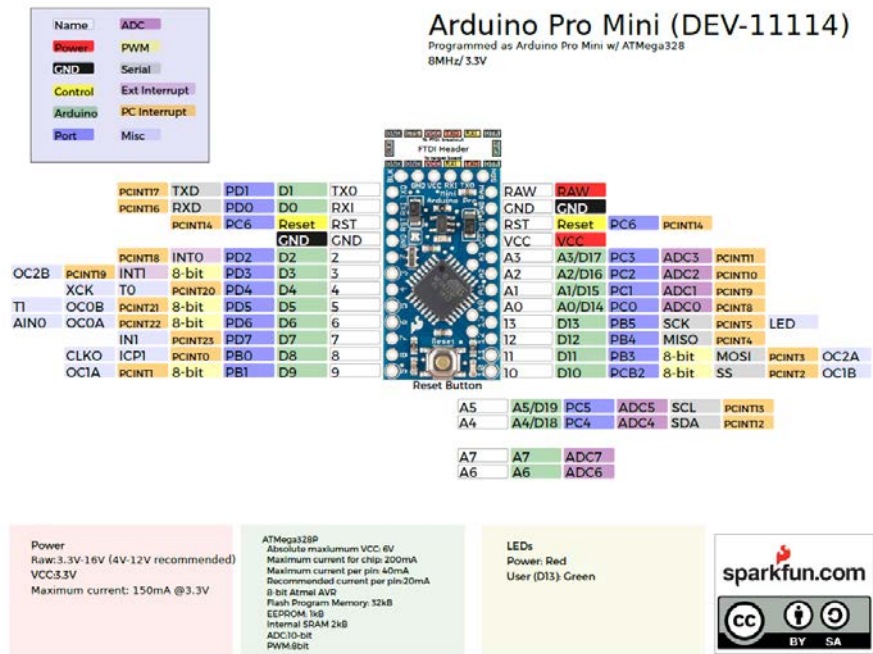 Arduino Pro Mini (DEV-11114)
Programmed as Arduino Pro Mini w/ ATMega328
8MHz/ 3.3V
Name ADC
Power PWM
GND Serial
Control Ext Interrupt
Arduino PC Interrupt
Port Misc
FTDI Header
PCINT17 TXD PD1 D1 TXO
PCINT16 RXD PD0 D0 RXI
PCINT14 PC6 Reset RST
GND GND
PCINT18 INT0 PD2 D2 2
OC2B PCINT19 INT1 8-bit PD3 D3 3
XCK T0 PCINT20 PD4 D4 4
T1 OC0B PCINT21 8-bit PD5 D5 5
AIN0 OC0A PCINT22 8-bit PD6 D6 6
IN1 PCINT23 PD7 D7 7
CLKO ICP1 PCINT0 PB0 D8 8
OC1A PCINT1 8-bit PB1 D9 9
GND VCC RXI TXO
Mini
Arduino Pro
Reset
Reset Button
RAW RAW
GND GND
RST Reset PC6 PCINT14
VCC VCC
A3 A3/D17 PC3 ADC3 PCINT11
A2 A2/D16 PC2 ADC2 PCINT10
A1 A1/D15 PC1 ADC1 PCINT9
A0 A0/D14 PC0 ADC0 PCINT8
13 D13 PB5 SCK PCINT5 LED
12 D12 PB4 MISO PCINT4
11 D11 PB3 8-bit MOSI PCINT3 OC2A
10 D10 PCB2 8-bit SS PCINT2 OC1B
A5 A5/D19 PC5 ADC5 SCL PCINT13
A4 A4/D18 PC4 ADC4 SDA PCINT12
A7 A7 ADC7
A6 A6 ADC6
Power
Raw:3.3V-16V (4V-12V recommended)
VCC:3.3V
Maximum current: 150mA @3.3V
ATMega328P
Absolute maxiumum VCC: 6V
Maximum current for chip: 200mA
Maximum current per pin: 40mA
Recommended current per pin:20mA
8-bit Atmel AVR
Flash Program Memory: 32kB
EEPROM: 1kB
Internal SRAM 2kB
ADC:10-bit
PWM:8bit
LEDs
Power: Red
User (D13): Green
sparkfun.com
cc
BY SA